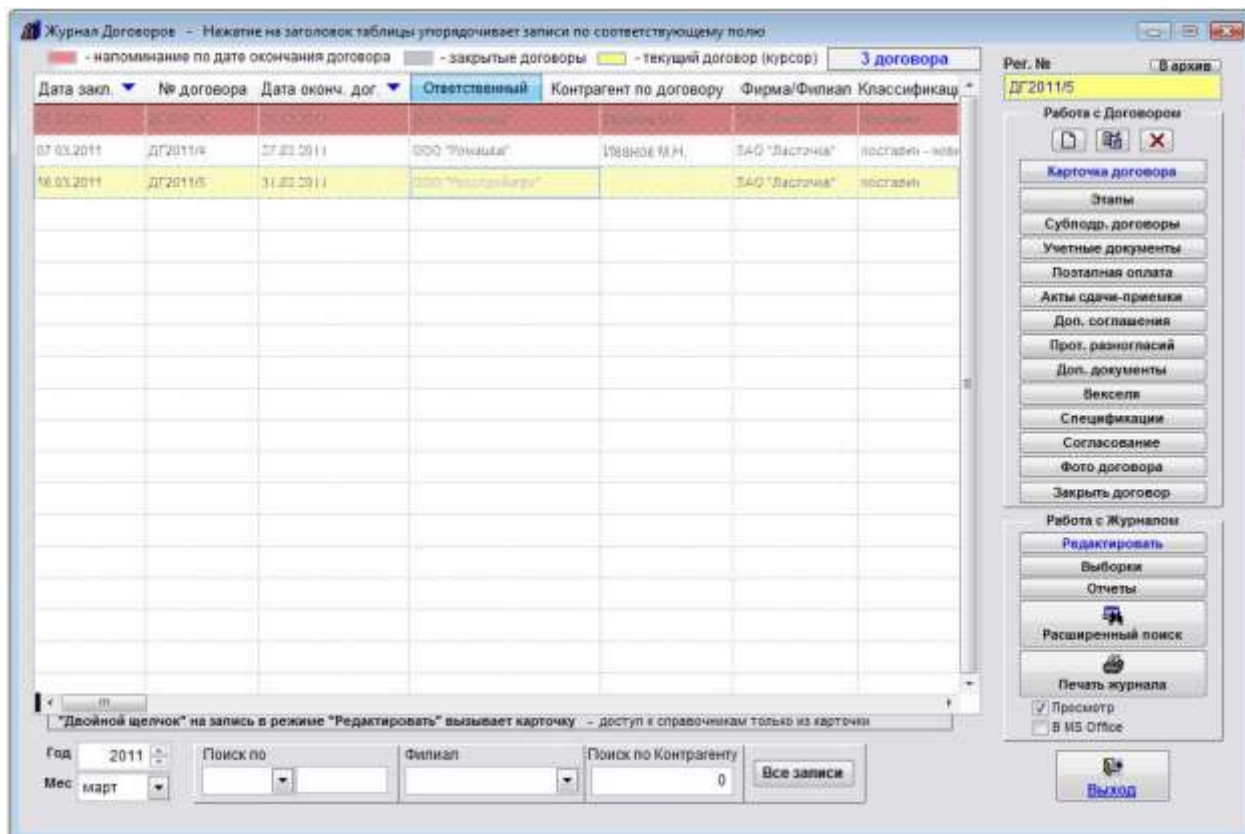 Журнал Договоров - Нажатие на заголовок таблицы упорядочивает записи по соответствующему полю
- напоминание по дате окончания договора - закрытые договоры - текущий договор (курсор) 3 договора
Рег. № В архив
ДГ2011/5
Дата закл. № договора Дата оконч. дог. Ответственный Контрагент по договору Фирма/Филиал Классификац
07.03.2011 ДГ2011/4 27.03.2011 ООО "Ромашка" Иванов М.Н. ЗАО "Ласточка"
16.03.2011 ДГ2011/5 31.03.2011 ЗАО "Ласточка" поставки
Работа с Договором
Карточка договора
Этапы
Субподр. договоры
Учетные документы
Поэтапная оплата
Акты сдачи-приемки
Доп. соглашения
Прот. разногласий
Доп. документы
Векселя
Спецификации
Согласование
Фото договора
Закрыть договор
Работа с Журналом
Редактировать
Выборки
Отчеты
Расширенный поиск
Печать журнала
Просмотр
В MS Office
Выход
"Двойной щелчок" на запись в режиме "Редактировать" вызывает карточку - доступ к справочникам только из карточки
Год 2011
Мес март
Поиск по
Филиал
Поиск по Контрагенту
0
Все записи